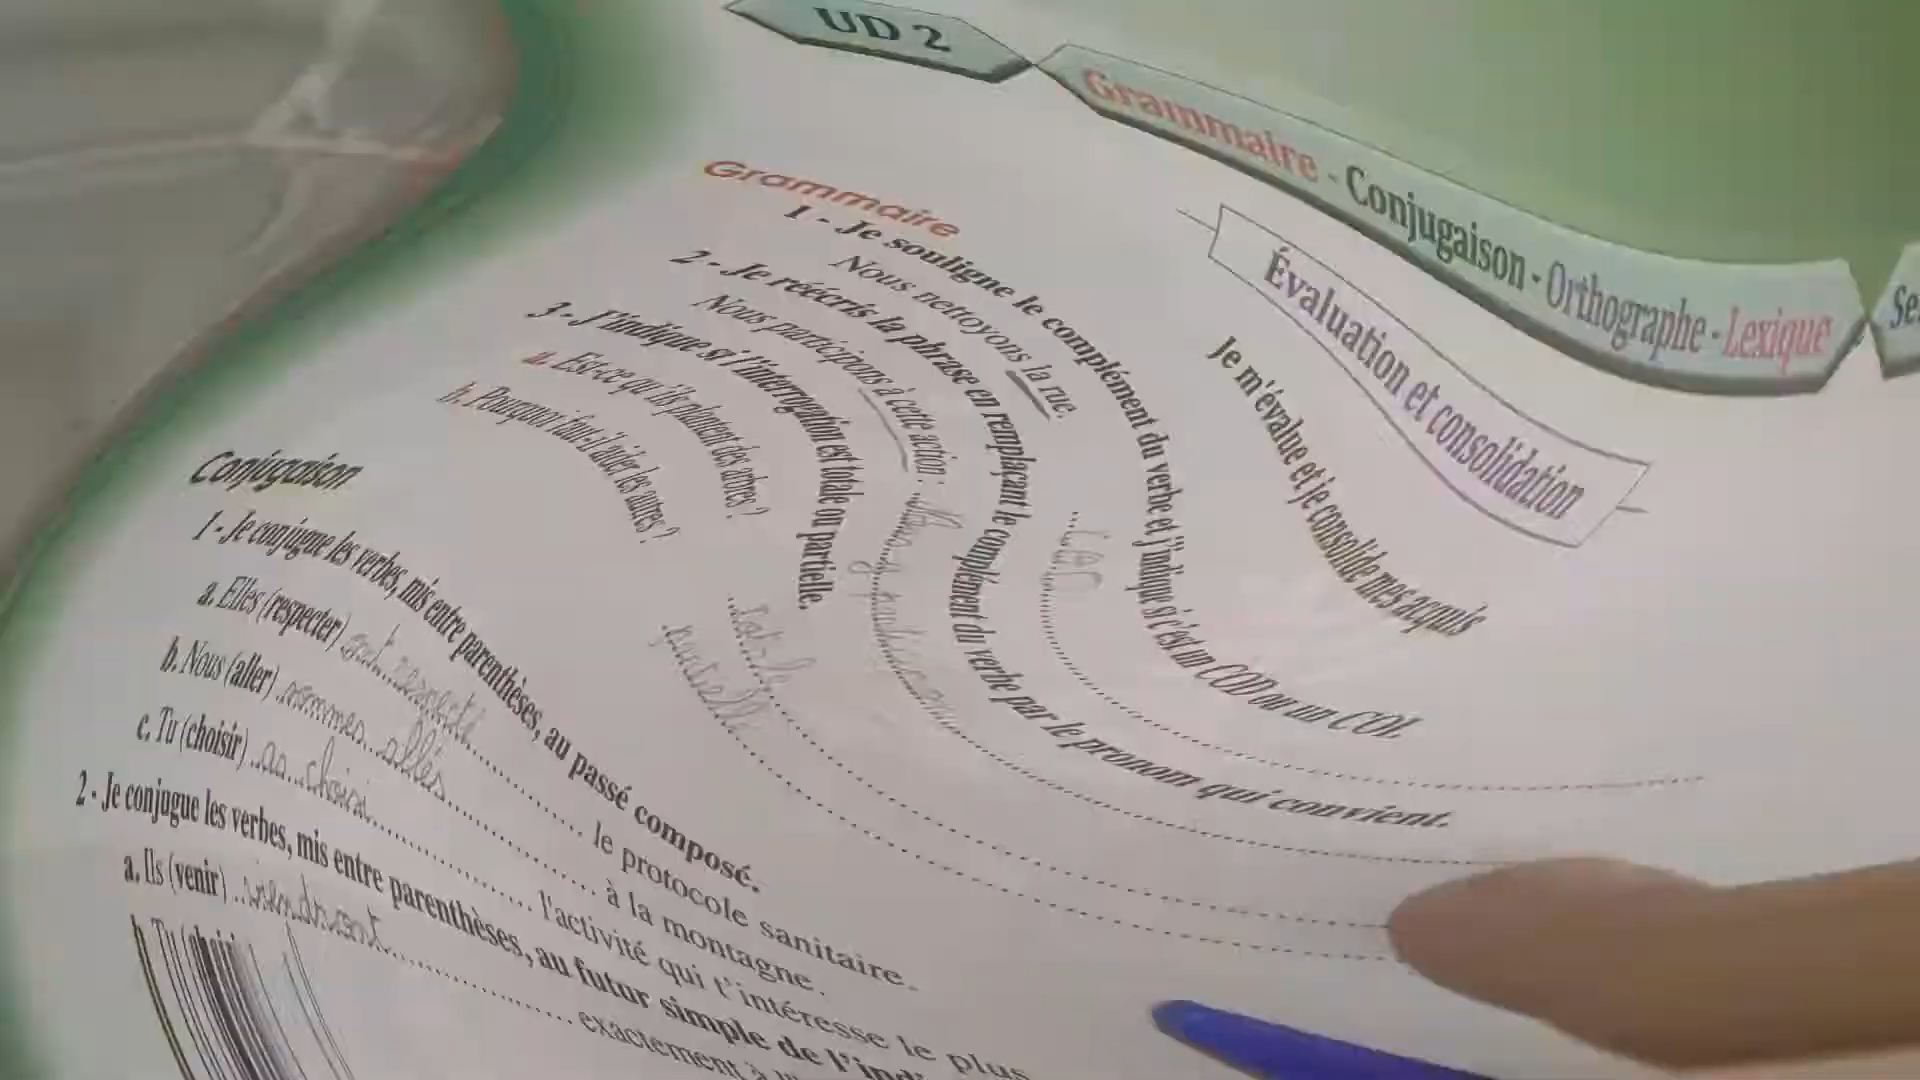 UD 2
Grammaire - Conjugaison - Orthographe - Lexique
Évaluation et consolidation
Je m'évalue et je consolide mes acquis
Grammaire
1 - Je souligne le complément du verbe et j'indique si c'est un COD ou un COI.
Nous nettoyons la rue. COD
2 - Je réécris la phrase en remplaçant le complément du verbe par le pronom qui convient.
Nous participons à cette action : Nous y participons
3 - J'indique si l'interrogation est totale ou partielle.
a. Est-ce qu'ils plantent des arbres ? Totale
b. Pourquoi faut-il aider les autres ? partielle
Conjugaison
1 - Je conjugue les verbes, mis entre parenthèses, au passé composé.
a. Elles (respecter) ont respecté le protocole sanitaire.
b. Nous (aller) sommes allés à la montagne.
c. Tu (choisir) as choisi l'activité qui t'intéresse le plus
2 - Je conjugue les verbes, mis entre parenthèses, au futur simple de l'indi
a. Ils (venir) viendront exactement à
b. Tu (choisi